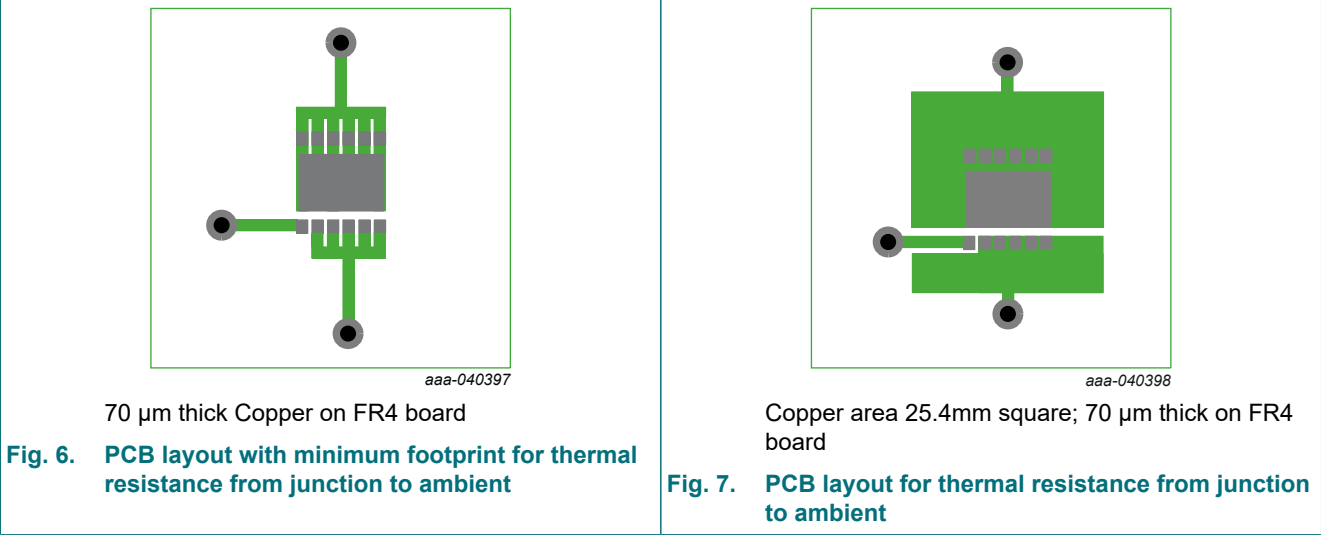 aaa-040397
70 µm thick Copper on FR4 board
Fig. 6. PCB layout with minimum footprint for thermal
resistance from junction to ambient
aaa-040398
Copper area 25.4mm square; 70 µm thick on FR4
board
Fig. 7. PCB layout for thermal resistance from junction
to ambient